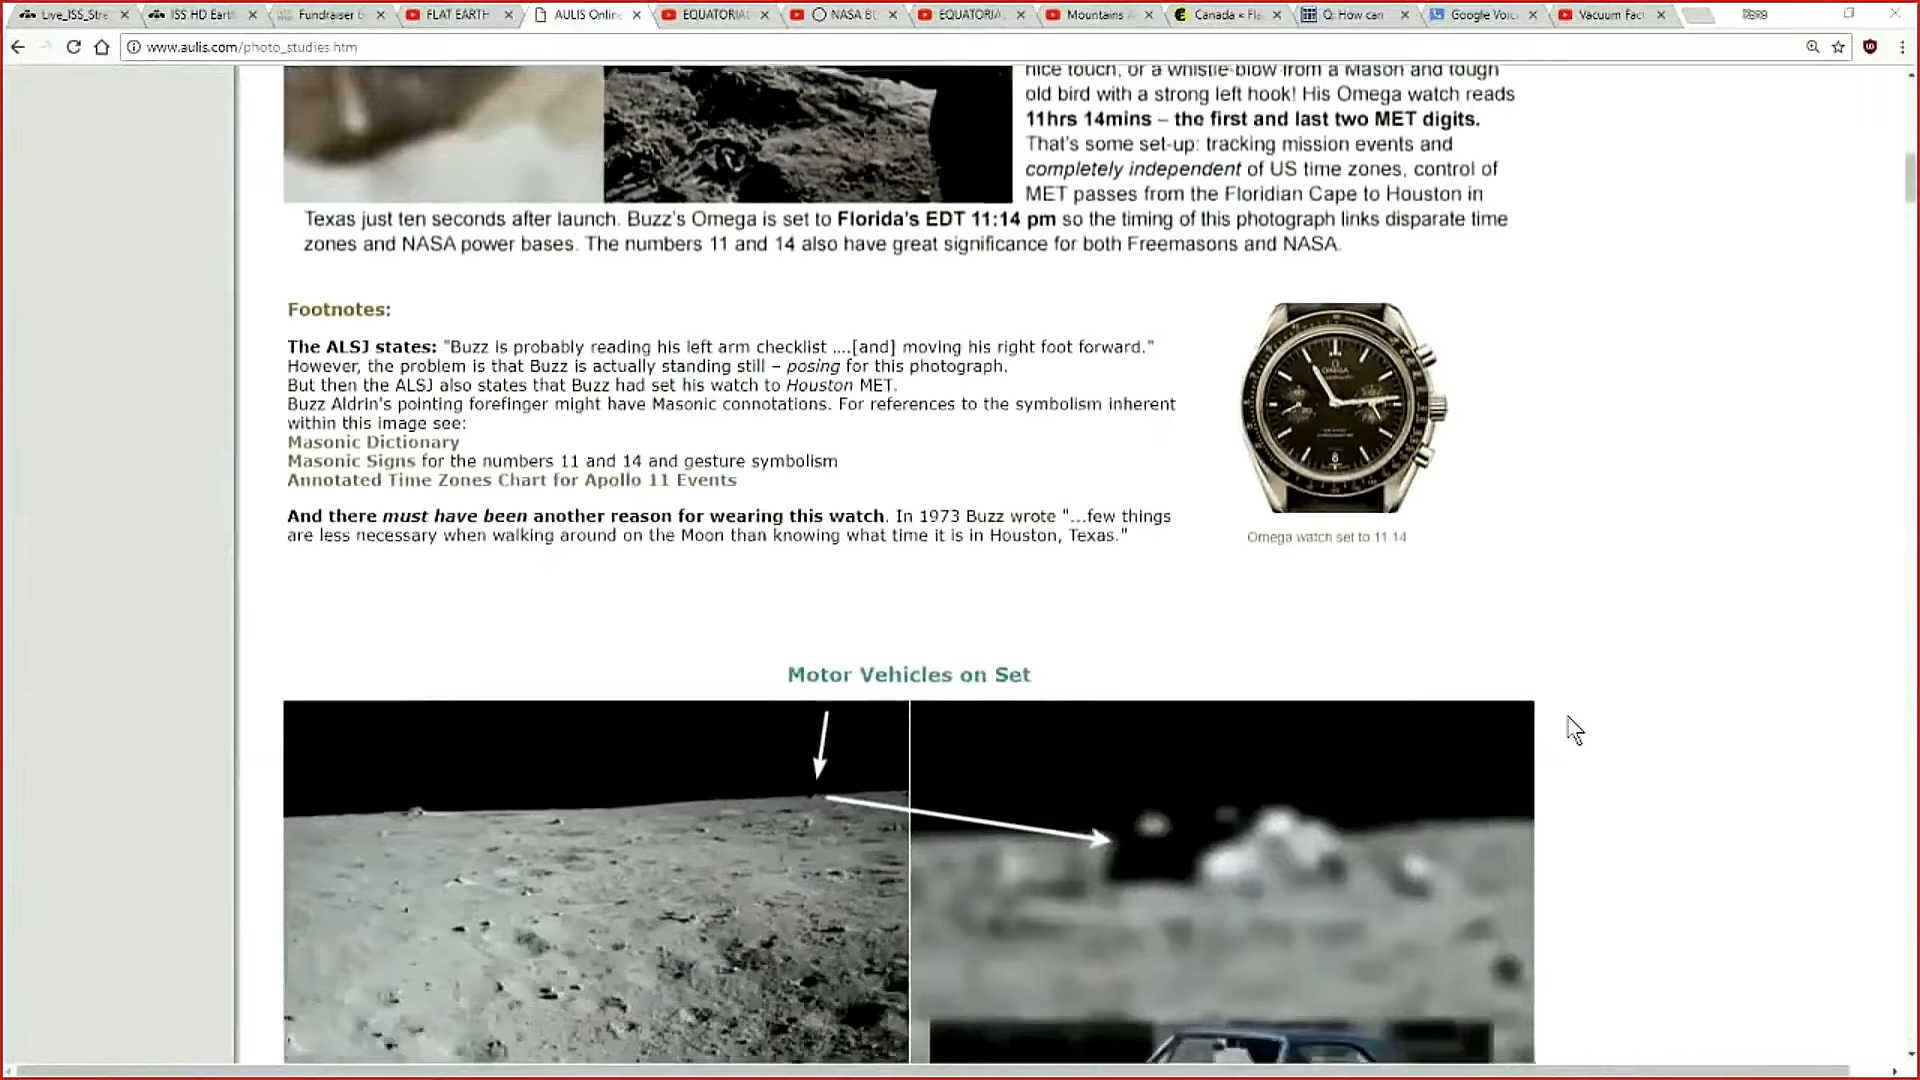 Live_ISS_Stre
ISS HD Eart
Fundraiser b
FLAT EARTH
AULIS Online
EQUATORIAL
NASA BL
EQUATORIA
Mountains
Canada « Fla
Q: How can
Google Voic
Vacuum Fact
www.aulis.com/photo_studies.htm
nice touch, or a whistle-blow from a Mason and tough
old bird with a strong left hook! His Omega watch reads
11hrs 14mins – the first and last two MET digits.
That's some set-up: tracking mission events and
completely independent of US time zones, control of
MET passes from the Floridian Cape to Houston in
Texas just ten seconds after launch. Buzz's Omega is set to Florida's EDT 11:14 pm so the timing of this photograph links disparate time
zones and NASA power bases. The numbers 11 and 14 also have great significance for both Freemasons and NASA.
Footnotes:
The ALSJ states: "Buzz is probably reading his left arm checklist ....[and] moving his right foot forward."
However, the problem is that Buzz is actually standing still – posing for this photograph.
But then the ALSJ also states that Buzz had set his watch to Houston MET.
Buzz Aldrin's pointing forefinger might have Masonic connotations. For references to the symbolism inherent
within this image see:
Masonic Dictionary
Masonic Signs for the numbers 11 and 14 and gesture symbolism
Annotated Time Zones Chart for Apollo 11 Events
And there must have been another reason for wearing this watch. In 1973 Buzz wrote "...few things
are less necessary when walking around on the Moon than knowing what time it is in Houston, Texas."
OMEGA
Omega watch set to 11.14
Motor Vehicles on Set